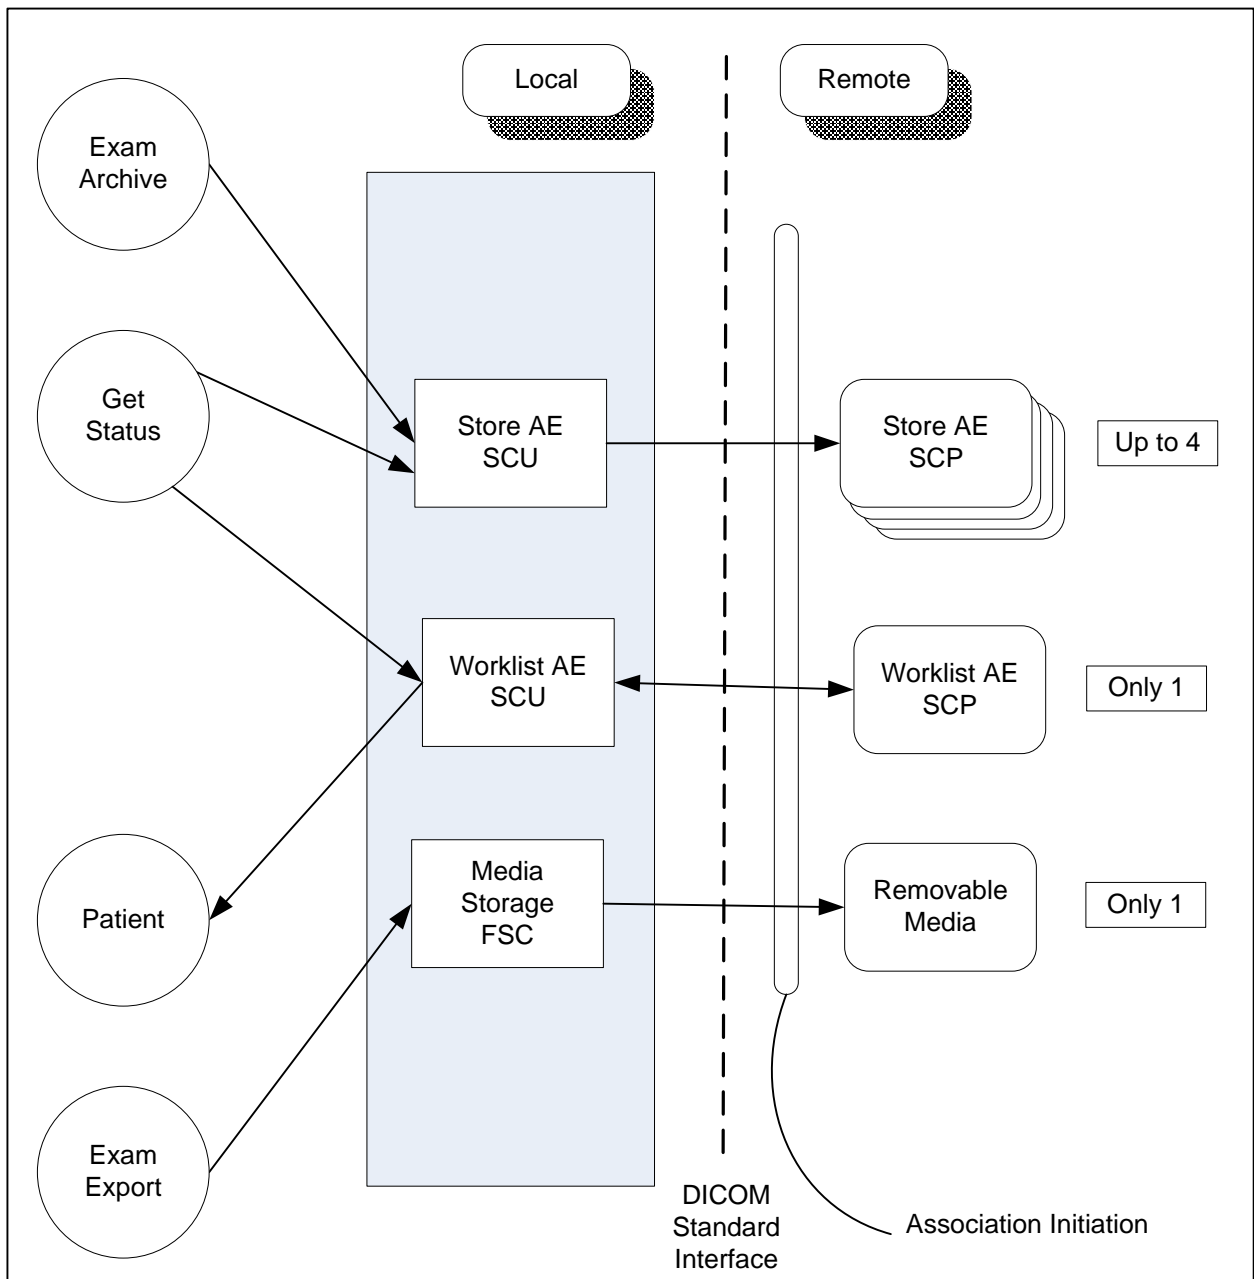 Local
Remote
Exam
Archive
Get
Status
Store AE
SCU
Store AE
SCP
Up to 4
Worklist AE
SCU
Worklist AE
SCP
Only 1
Patient
Media
Storage
FSC
Removable
Media
Only 1
Exam
Export
DICOM
Standard
Interface
Association Initiation